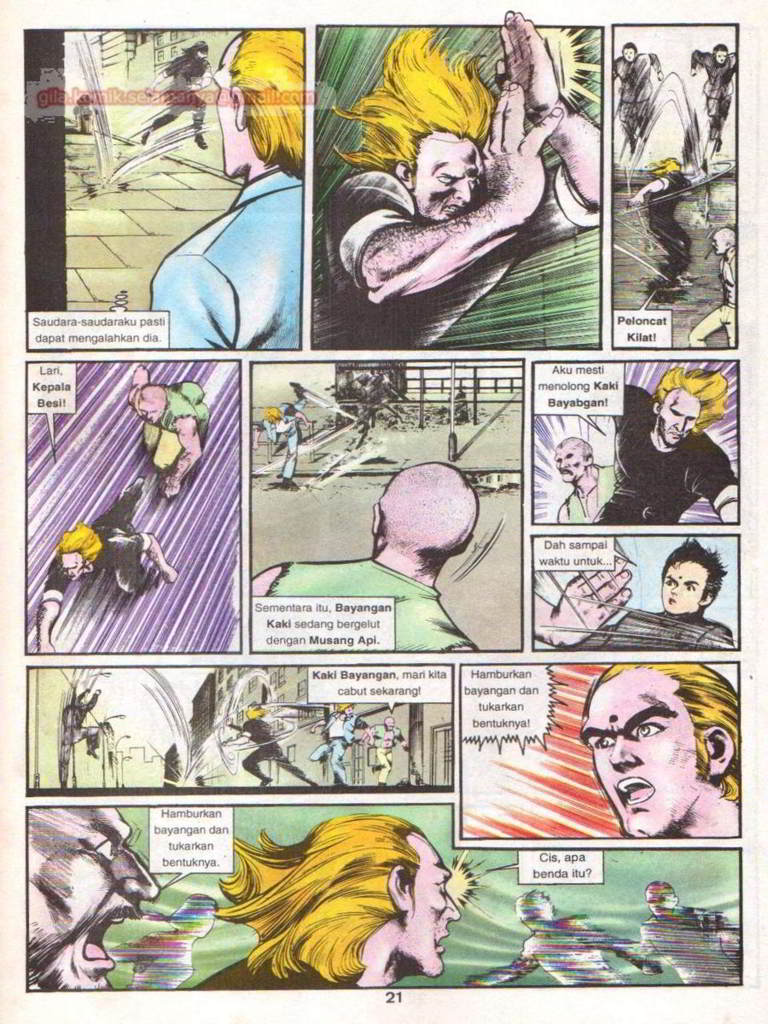 gila.komik.selamanya@gmail.com
Saudara-saudaraku pasti
dapat mengalahkan dia.
Peloncat
Kilat!
Lari,
Kepala
Besi!
Sementara itu, Bayangan
Kaki sedang bergelut
dengan Musang Api.
Aku mesti
menolong Kaki
Bayabgan!
Dah sampai
waktu untuk...
Kaki Bayangan, mari kita
cabut sekarang!
Hamburkan
bayangan dan
tukarkan
bentuknya!
Hamburkan
bayangan dan
tukarkan
bentuknya.
Cis, apa
benda itu?
21